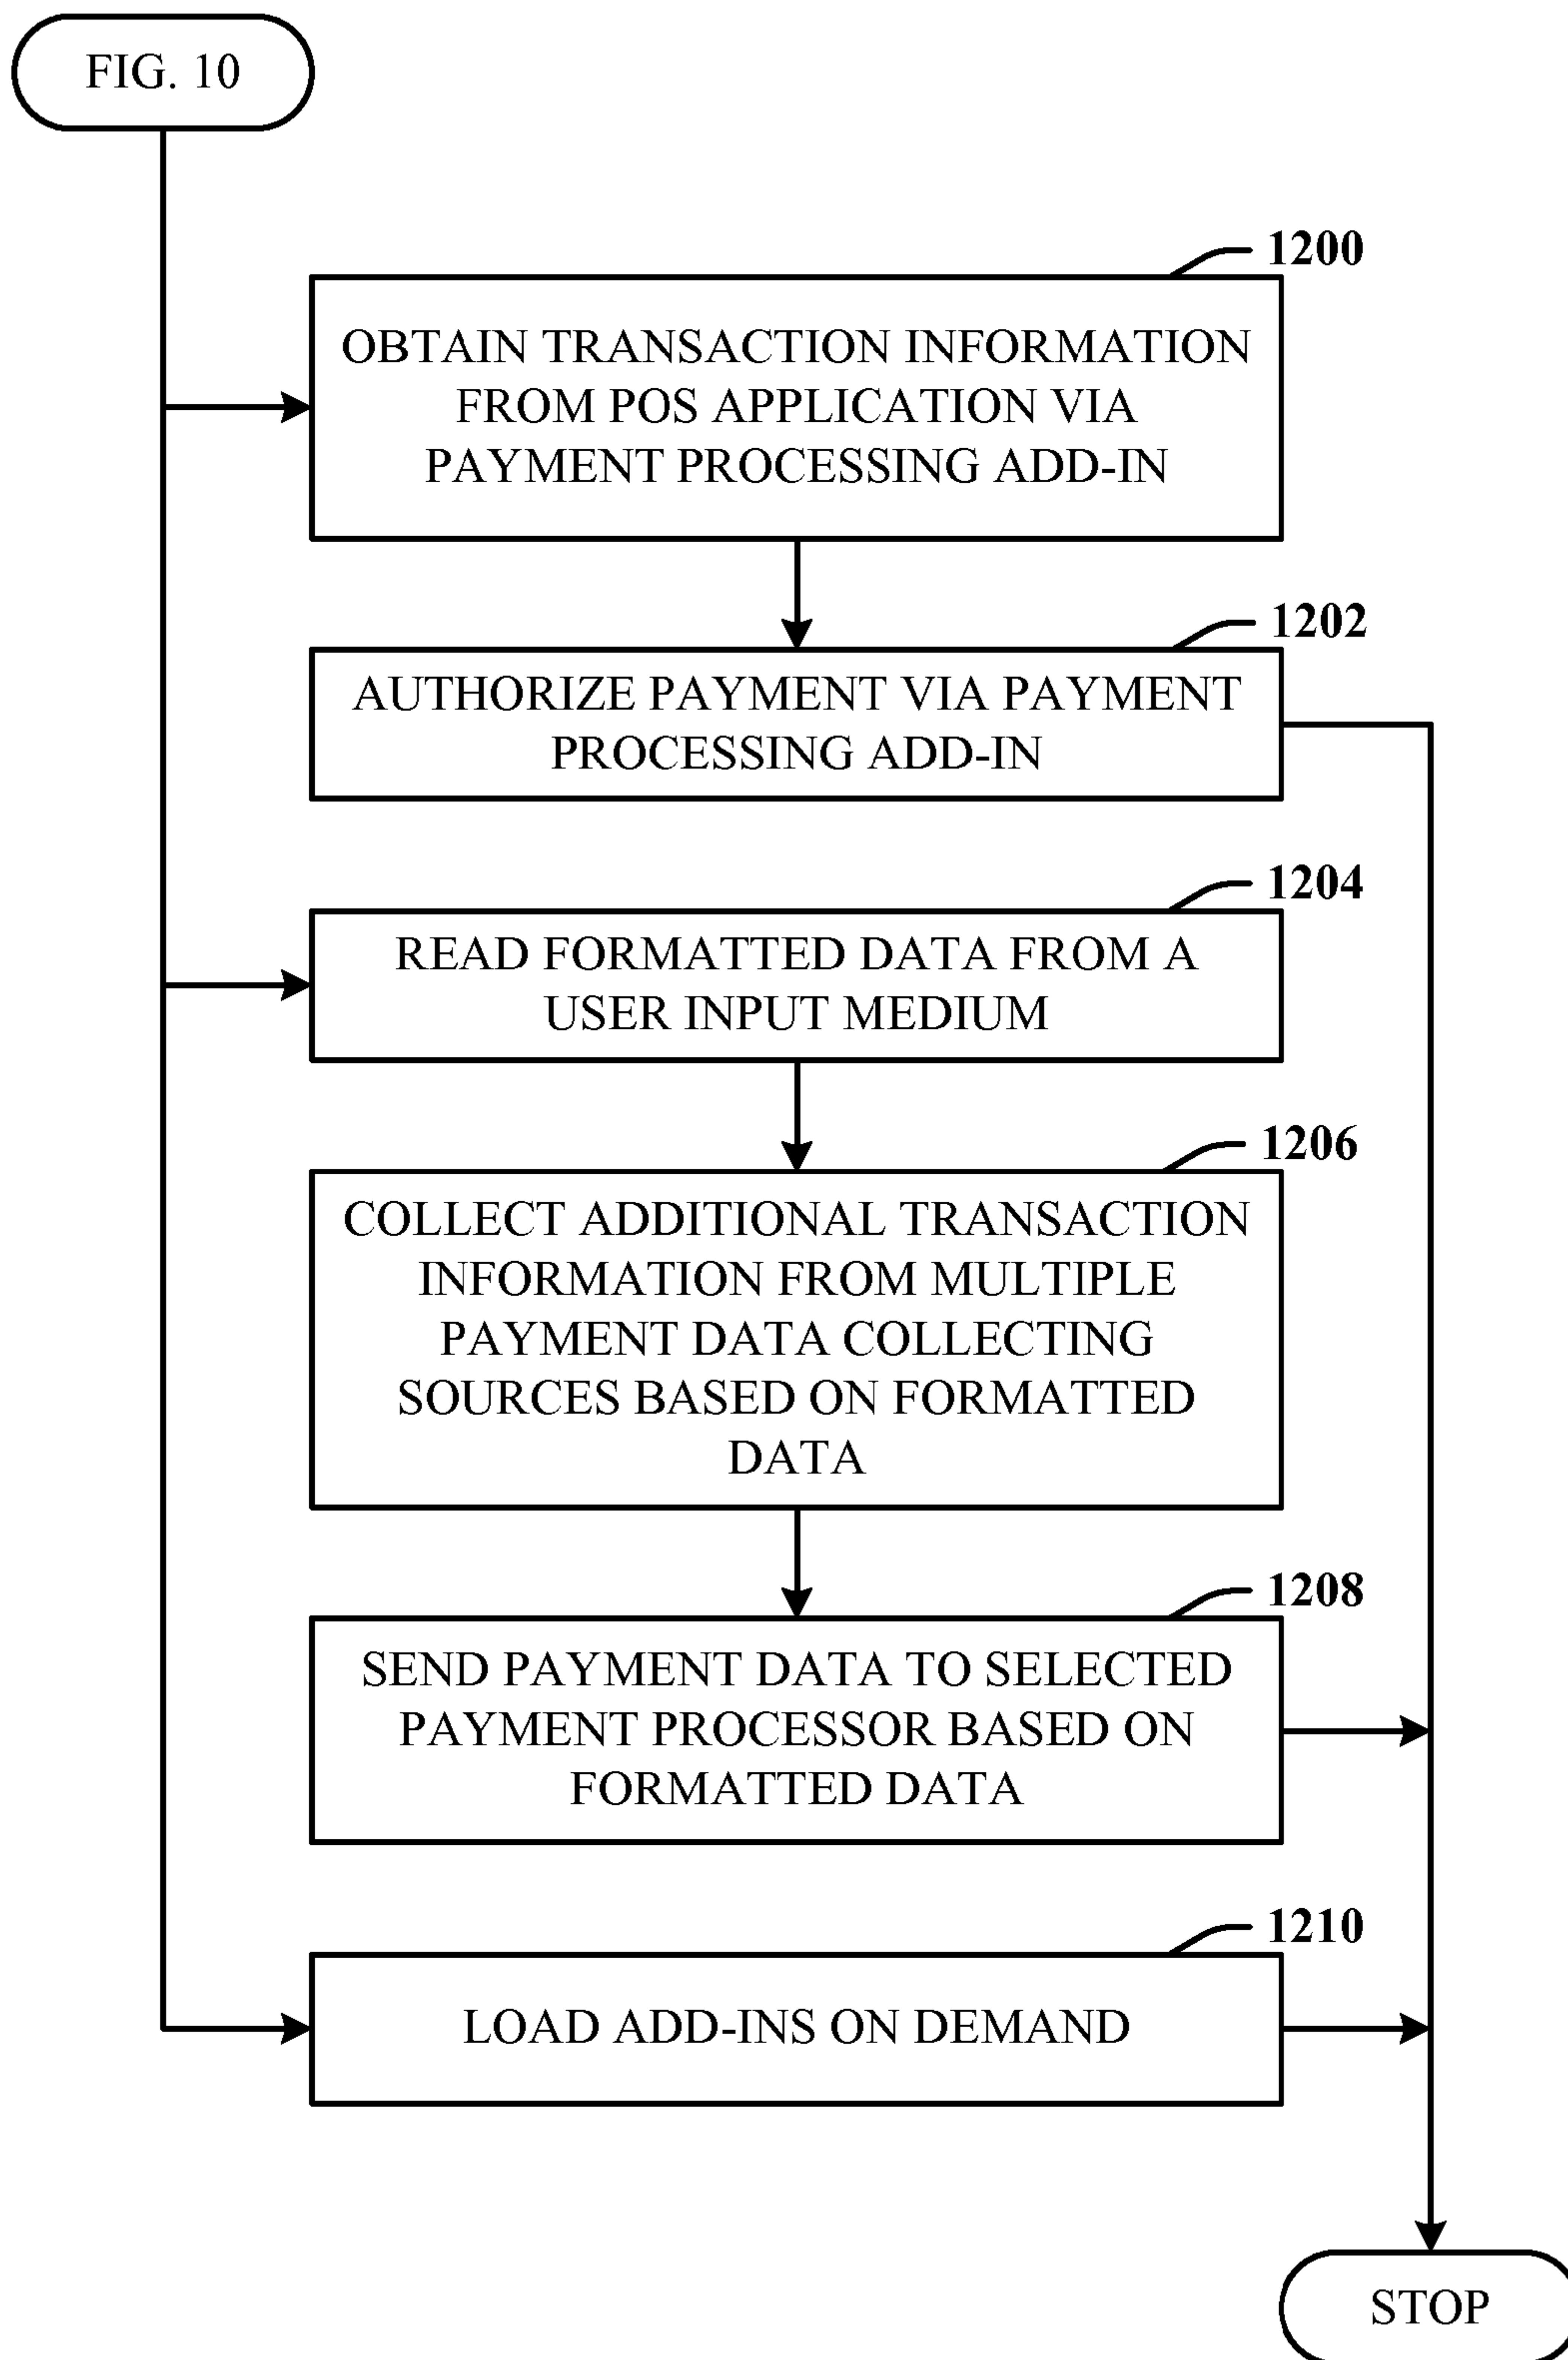 FIG. 10
1200
OBTAIN TRANSACTION INFORMATION
FROM POS APPLICATION VIA
PAYMENT PROCESSING ADD-IN
1202
AUTHORIZE PAYMENT VIA PAYMENT
PROCESSING ADD-IN
1204
READ FORMATTED DATA FROM A
USER INPUT MEDIUM
1206
COLLECT ADDITIONAL TRANSACTION
INFORMATION FROM MULTIPLE
PAYMENT DATA COLLECTING
SOURCES BASED ON FORMATTED
DATA
1208
SEND PAYMENT DATA TO SELECTED
PAYMENT PROCESSOR BASED ON
FORMATTED DATA
1210
LOAD ADD-INS ON DEMAND
STOP